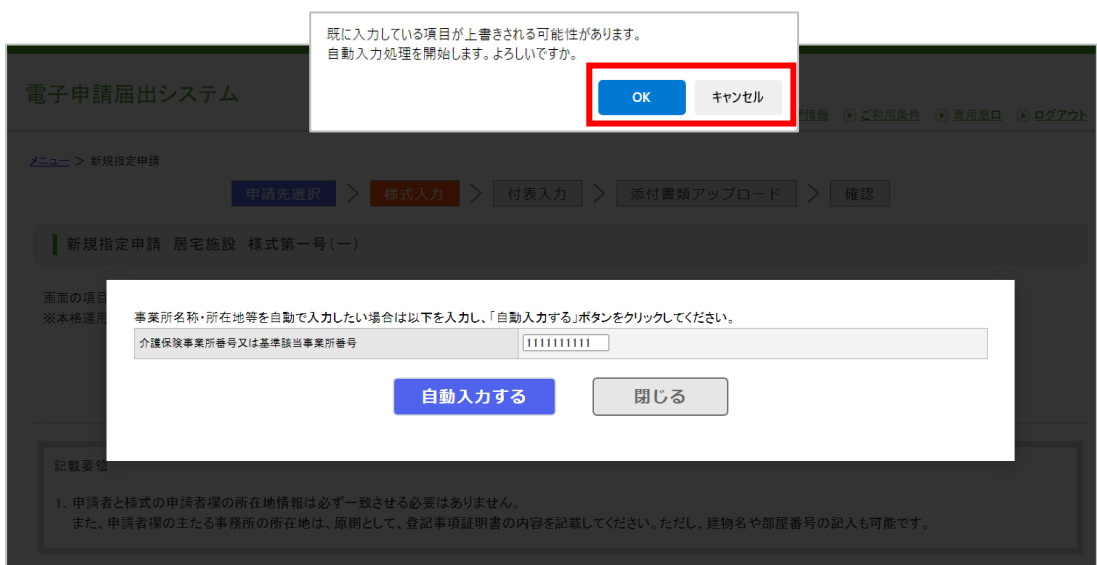 既に入力している項目が上書きされる可能性があります。
自動入力処理を開始します。よろしいですか。
OK キャンセル
電子申請届出システム
情報 ご利用条件 専用窓口 ログアウト
メニュー > 新規指定申請
申請先選択 > 様式入力 > 付表入力 > 添付書類アップロード > 確認
新規指定申請 居宅施設 様式第一号(一)
画面の項目
※本格運用
事業所名称・所在地等を自動で入力したい場合は以下を入力し、「自動入力する」ボタンをクリックしてください。
介護保険事業所番号又は基準該当事業所番号 1111111111
自動入力する 閉じる
記載要領
1. 申請者と様式の申請者欄の所在地情報は必ず一致させる必要はありません。
また、申請者欄の主たる事務所の所在地は、原則として、登記事項証明書の内容を記載してください。ただし、建物名や部屋番号の記入も可能です。